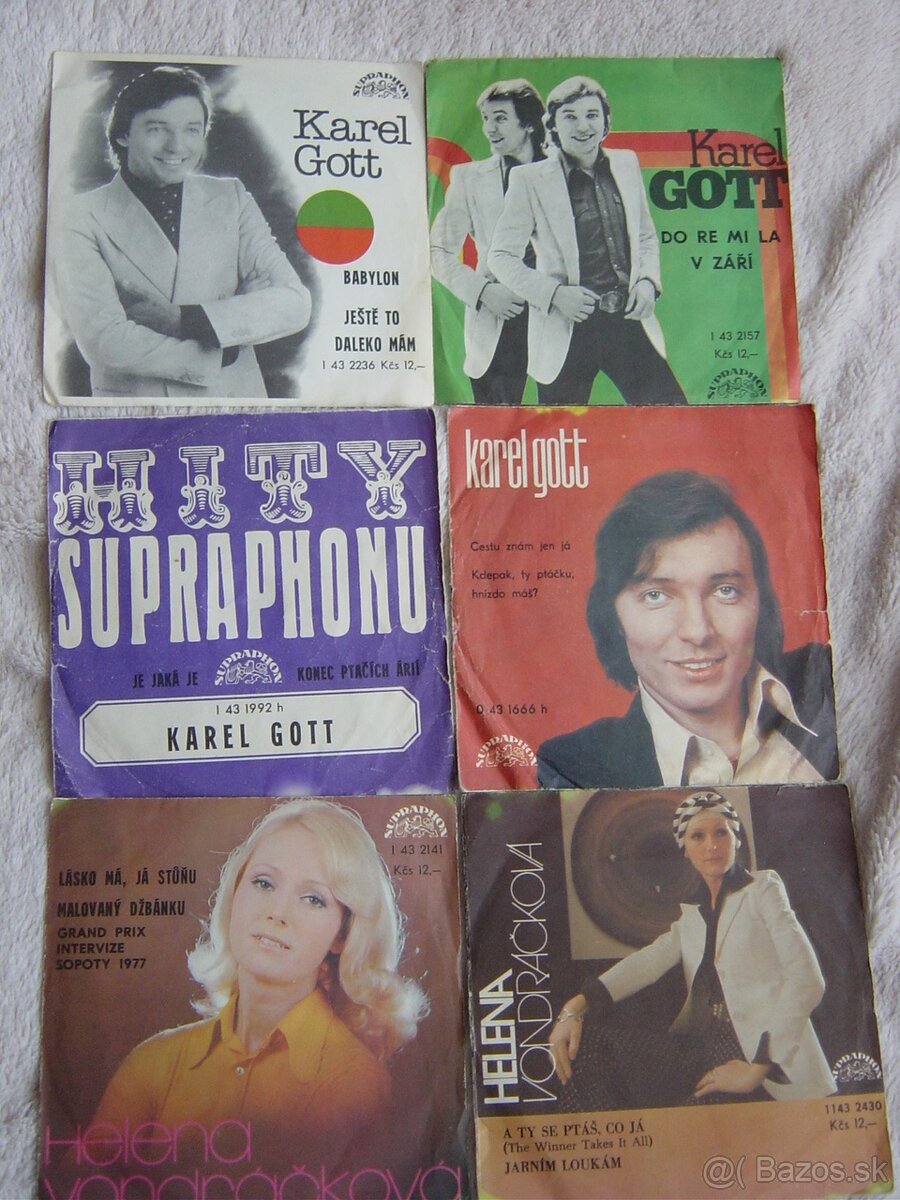 SUPRAPHON
Karel
Gott
BABYLON
JEŠTĚ TO
DALEKO MÁM
1 43 2236 Kčs 12,–
Karel
GOTT
DO RE MI LA
V ZÁŘÍ
1 43 2157
Kčs 12,–
SUPRAPHON
HITY
SUPRAPHONU
JE JAKÁ JE
SUPRAPHON
KONEC PTAČÍCH ÁRIÍ
1 43 1992 h
KAREL GOTT
karel gott
Cestu znám jen já
Kdepak, ty ptáčku,
hnízdo máš?
0 43 1666 h
SUPRAPHON
SUPRAPHON
1 43 2141
Kčs 12,–
LÁSKO MÁ, JÁ STŮŇU
MALOVANÝ DŽBÁNKU
GRAND PRIX
INTERVIZE
SOPOTY 1977
Helena
vondráčková
HELENA
VONDRÁČKOVÁ
SUPRAPHON
1143 2430
Kčs 12,–
A TY SE PTÁŠ, CO JÁ
(The Winner Takes It All)
JARNÍM LOUKÁM
@( Bazos.sk